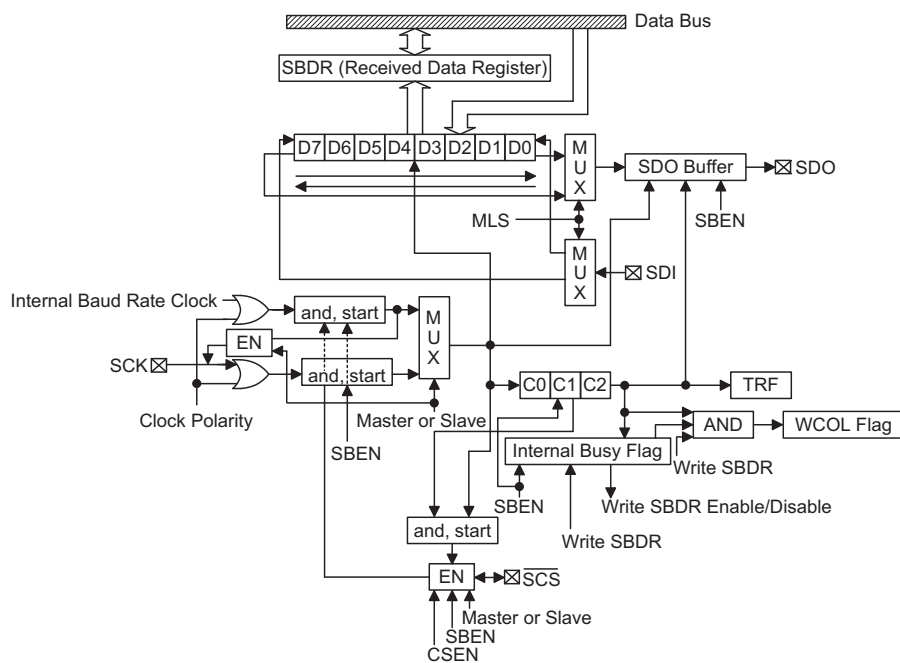 Data Bus
SBDR (Received Data Register)
D7 D6 D5 D4 D3 D2 D1 D0
MUX
SDO Buffer
SDO
MLS
SBEN
MUX
SDI
Internal Baud Rate Clock
and, start
MUX
EN
SCK
and, start
C0 C1 C2
TRF
Clock Polarity
Master or Slave
AND
WCOL Flag
SBEN
Internal Busy Flag
Write SBDR
SBEN
Write SBDR Enable/Disable
and, start
Write SBDR
EN
SCS
Master or Slave
SBEN
CSEN